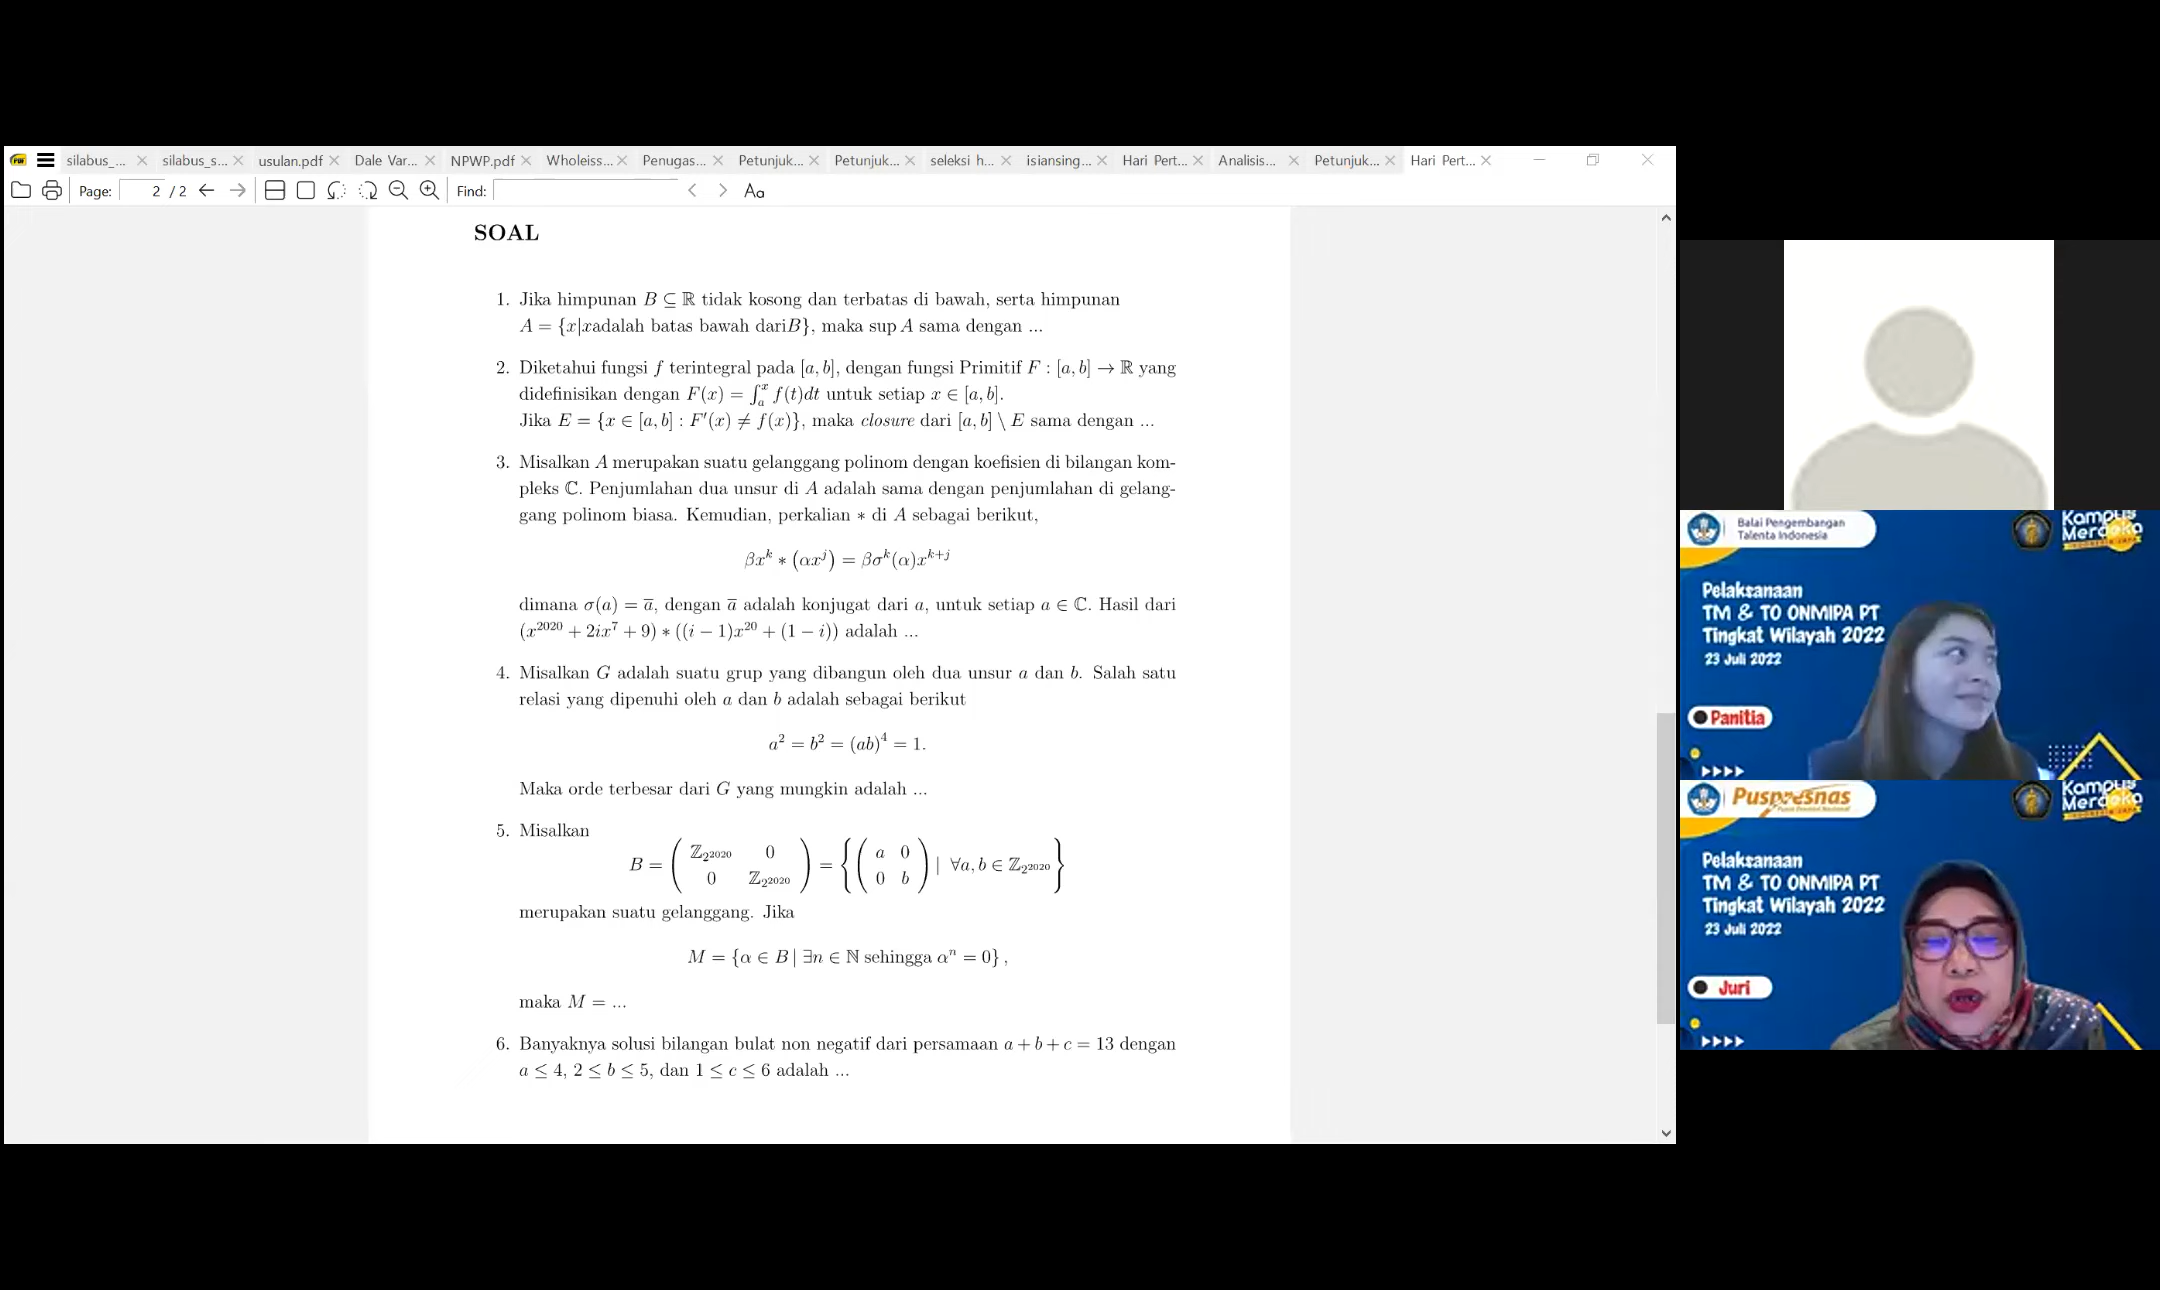 silabus_...
silabus_s...
usulan.pdf
Dale Var...
NPWP.pdf
Wholeiss...
Penugas...
Petunjuk...
Petunjuk...
seleksi h...
isiansing...
Hari Pert...
Analisis...
Petunjuk...
Hari Pert...
Page: 2 / 2 Find: Aa
SOAL
1. Jika himpunan B ⊆ ℝ tidak kosong dan terbatas di bawah, serta himpunan
A = {x|xadalah batas bawah dariB}, maka sup A sama dengan ...
2. Diketahui fungsi f terintegral pada [a, b], dengan fungsi Primitif F : [a, b] → ℝ yang
didefinisikan dengan F(x) = ∫ₐˣ f(t)dt untuk setiap x ∈ [a, b].
Jika E = {x ∈ [a, b] : F′(x) ≠ f(x)}, maka closure dari [a, b] \ E sama dengan ...
3. Misalkan A merupakan suatu gelanggang polinom dengan koefisien di bilangan kom-
pleks ℂ. Penjumlahan dua unsur di A adalah sama dengan penjumlahan di gelang-
gang polinom biasa. Kemudian, perkalian * di A sebagai berikut,
βx^k * (αx^j) = βσ^k(α)x^{k+j}
dimana σ(a) = a̅, dengan a̅ adalah konjugat dari a, untuk setiap a ∈ ℂ. Hasil dari
(x^{2020} + 2ix^7 + 9) * ((i − 1)x^{20} + (1 − i)) adalah ...
4. Misalkan G adalah suatu grup yang dibangun oleh dua unsur a dan b. Salah satu
relasi yang dipenuhi oleh a dan b adalah sebagai berikut
a² = b² = (ab)⁴ = 1.
Maka orde terbesar dari G yang mungkin adalah ...
5. Misalkan
B = ( ℤ_{2^{2020}} 0 ; 0 ℤ_{2^{2020}} ) = { ( a 0 ; 0 b ) | ∀a, b ∈ ℤ_{2^{2020}} }
merupakan suatu gelanggang. Jika
M = {α ∈ B | ∃n ∈ ℕ sehingga α^n = 0} ,
maka M = ...
6. Banyaknya solusi bilangan bulat non negatif dari persamaan a + b + c = 13 dengan
a ≤ 4, 2 ≤ b ≤ 5, dan 1 ≤ c ≤ 6 adalah ...
Balai Pengembangan
Talenta Indonesia
Kampus
Merdeka
Pelaksanaan
TM & TO ONMIPA PT
Tingkat Wilayah 2022
23 Juli 2022
Panitia
Puspresnas
Kampus
Merdeka
Pelaksanaan
TM & TO ONMIPA PT
Tingkat Wilayah 2022
23 Juli 2022
Juri